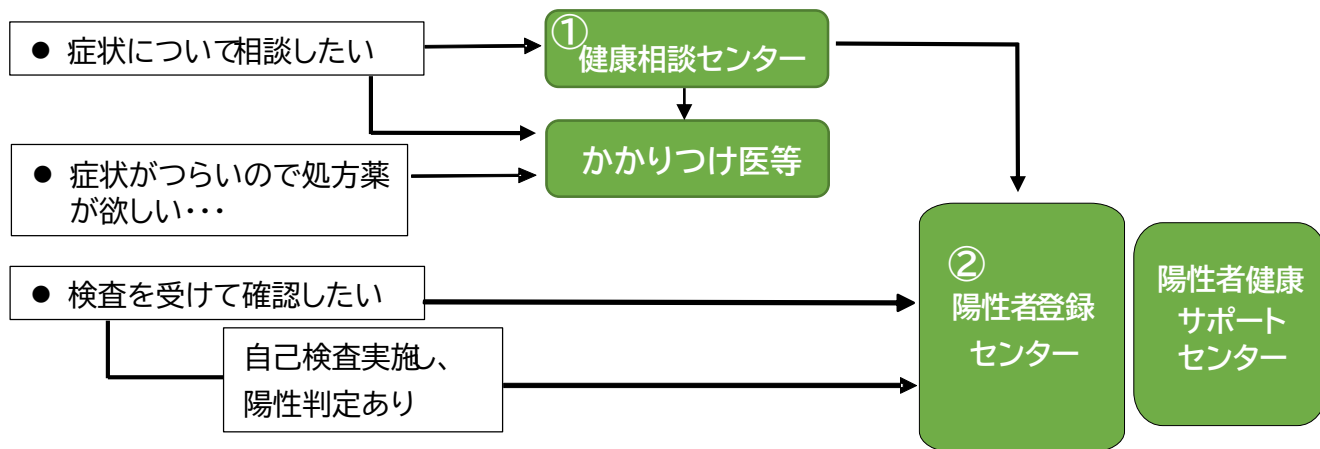 ● 症状について相談したい
①
健康相談センター
かかりつけ医等
● 症状がつらいので処方薬
が欲しい・・・
● 検査を受けて確認したい
自己検査実施し、
陽性判定あり
②
陽性者登録
センター
陽性者健康
サポート
センター